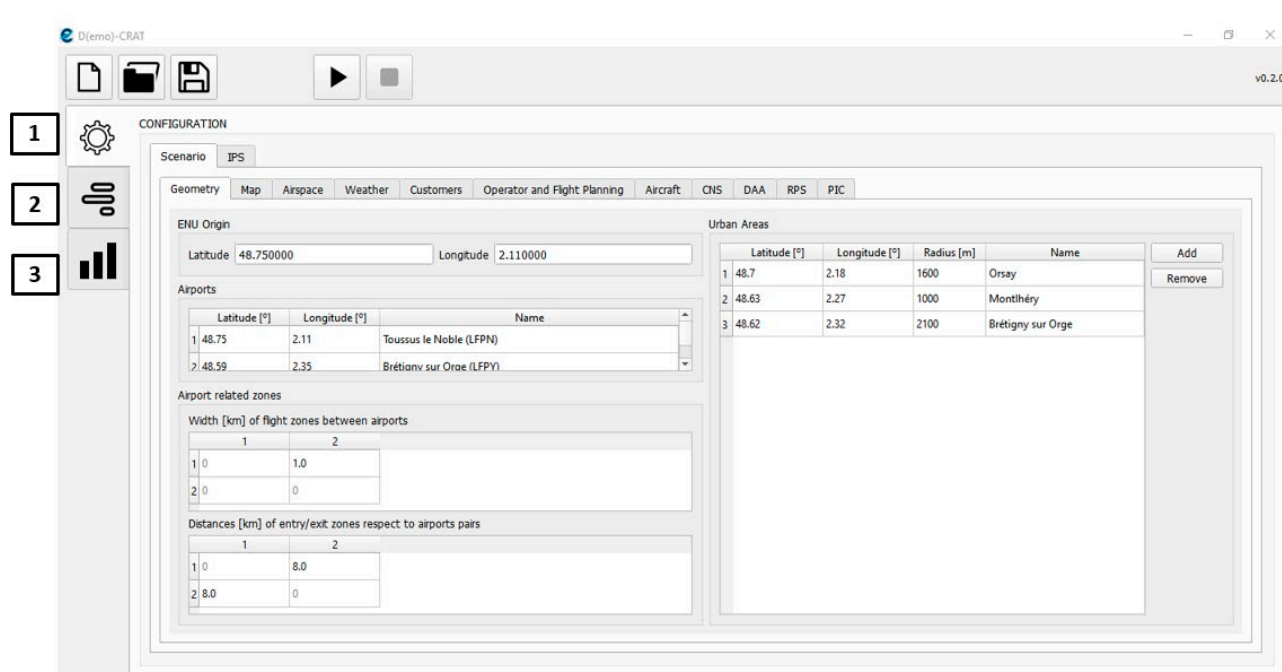 D(emo)-CRAT
v0.2.0
1
2
3
CONFIGURATION
Scenario IPS
Geometry Map Airspace Weather Customers Operator and Flight Planning Aircraft CNS DAA RPS PIC
ENU Origin
Latitude 48.750000 Longitude 2.110000
Airports
Latitude [º] Longitude [º] Name
1 48.75 2.11 Toussus le Noble (LFPN)
2 48.59 2.35 Brétigny sur Orge (LFPY)
Airport related zones
Width [km] of flight zones between airports
1 2
1 0 1.0
2 0 0
Distances [km] of entry/exit zones respect to airports pairs
1 2
1 0 8.0
2 8.0 0
Urban Areas
Latitude [º] Longitude [º] Radius [m] Name
1 48.7 2.18 1600 Orsay
2 48.63 2.27 1000 Montlhéry
3 48.62 2.32 2100 Brétigny sur Orge
Add
Remove